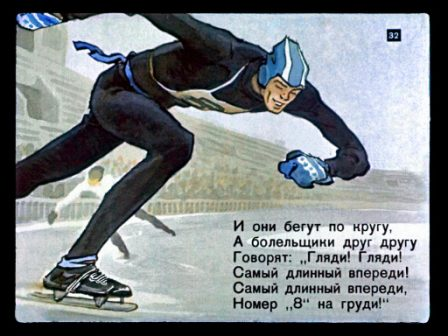 32
И они бегут по кругу,
А болельщики друг другу
Говорят: „Гляди! Гляди!
Самый длинный впереди!
Самый длинный впереди,
Номер „8" на груди!"